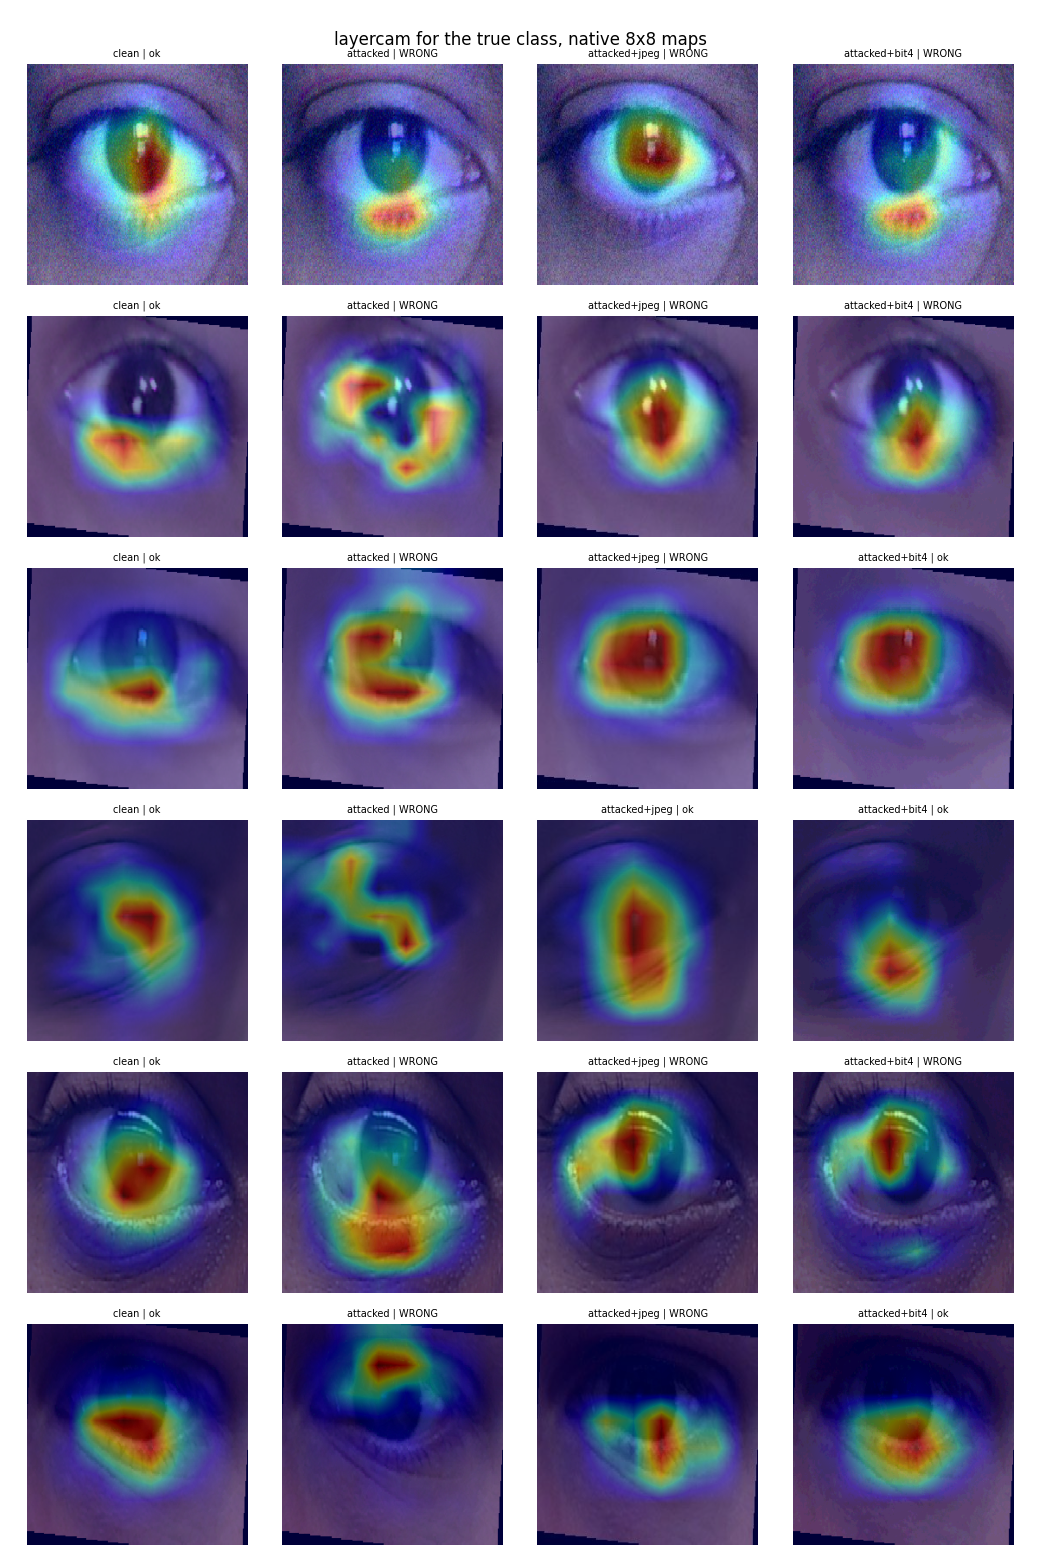 layercam for the true class, native 8x8 maps
clean | ok
attacked | WRONG
attacked+jpeg | WRONG
attacked+bit4 | WRONG
clean | ok
attacked | WRONG
attacked+jpeg | WRONG
attacked+bit4 | WRONG
clean | ok
attacked | WRONG
attacked+jpeg | WRONG
attacked+bit4 | ok
clean | ok
attacked | WRONG
attacked+jpeg | ok
attacked+bit4 | ok
clean | ok
attacked | WRONG
attacked+jpeg | WRONG
attacked+bit4 | WRONG
clean | ok
attacked | WRONG
attacked+jpeg | WRONG
attacked+bit4 | ok